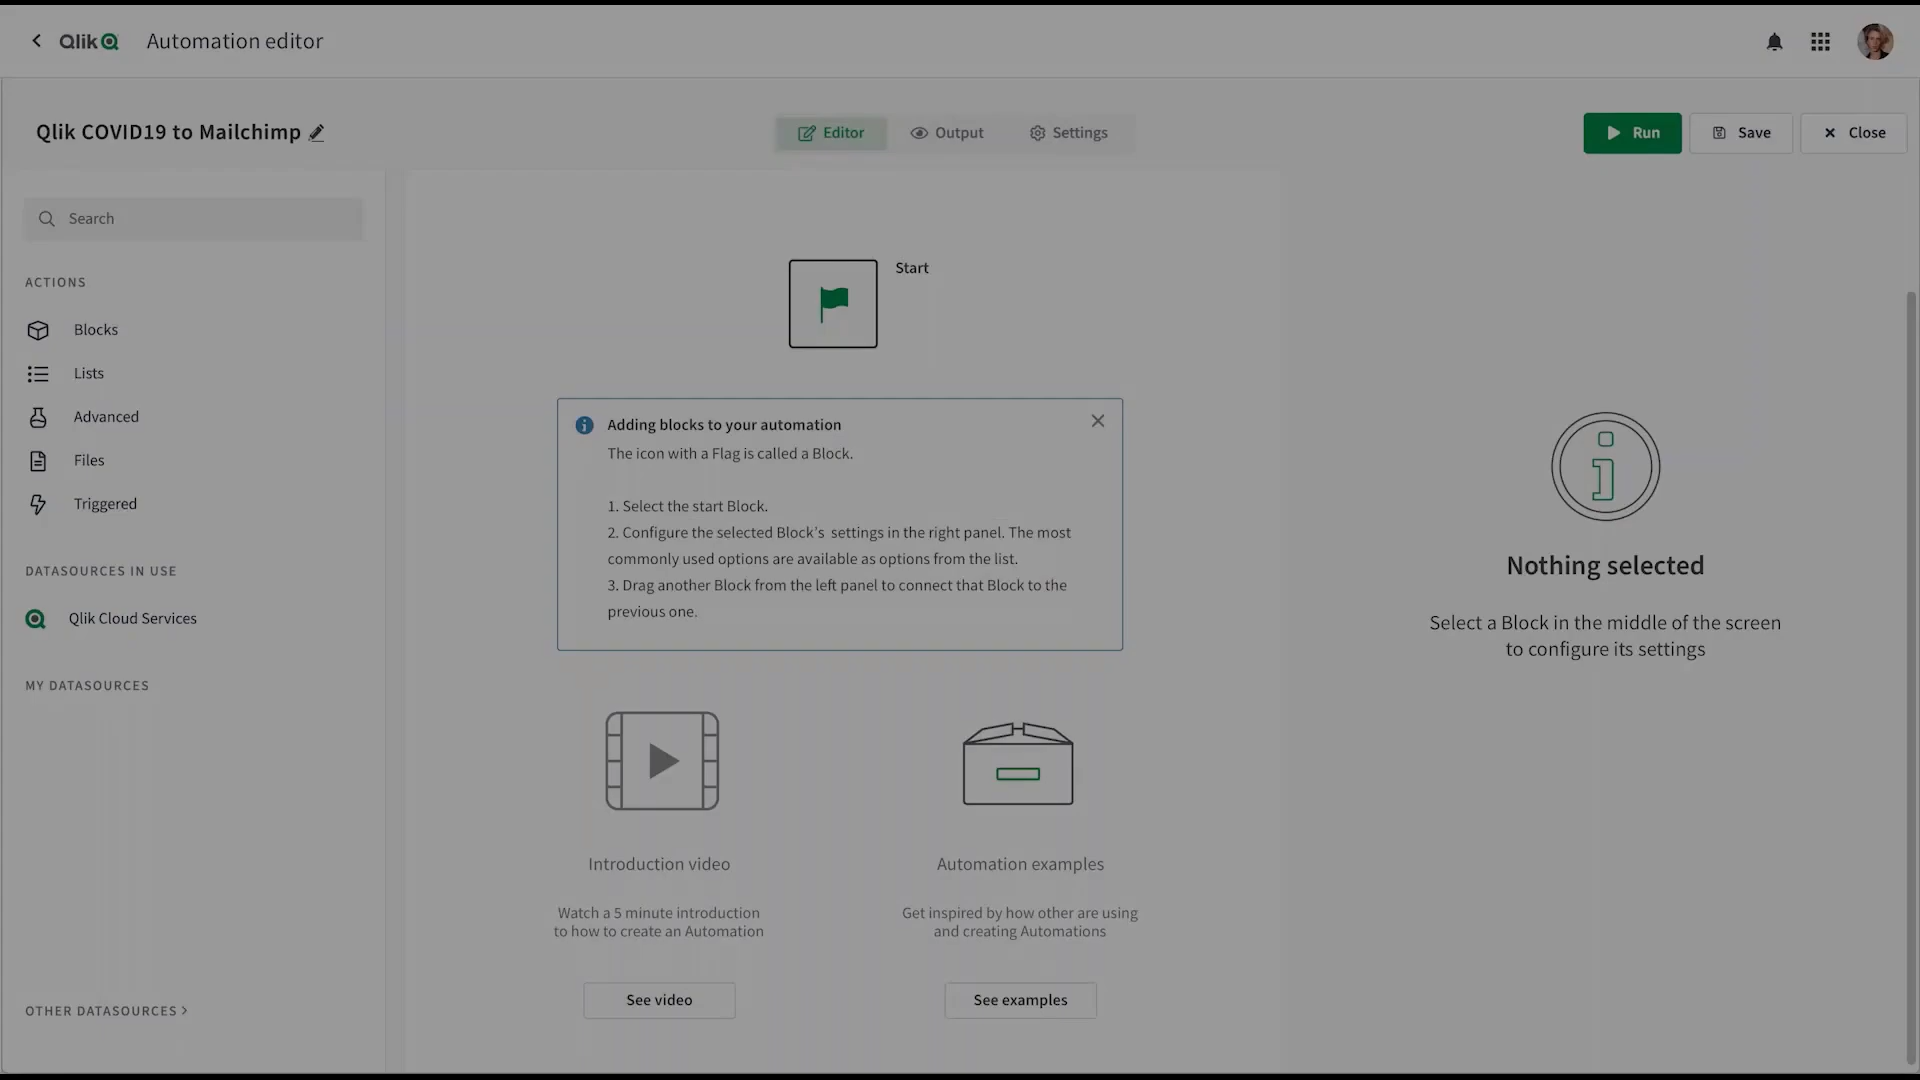 Qlik
Automation editor
Qlik COVID19 to Mailchimp
Editor
Output
Settings
Run
Save
Close
Search
ACTIONS
Blocks
Lists
Advanced
Files
Triggered
DATASOURCES IN USE
Qlik Cloud Services
MY DATASOURCES
OTHER DATASOURCES >
Start
Adding blocks to your automation
The icon with a Flag is called a Block.
1. Select the start Block.
2. Configure the selected Block’s settings in the right panel. The most
commonly used options are available as options from the list.
3. Drag another Block from the left panel to connect that Block to the
previous one.
Introduction video
Watch a 5 minute introduction
to how to create an Automation
See video
Automation examples
Get inspired by how other are using
and creating Automations
See examples
Nothing selected
Select a Block in the middle of the screen
to configure its settings